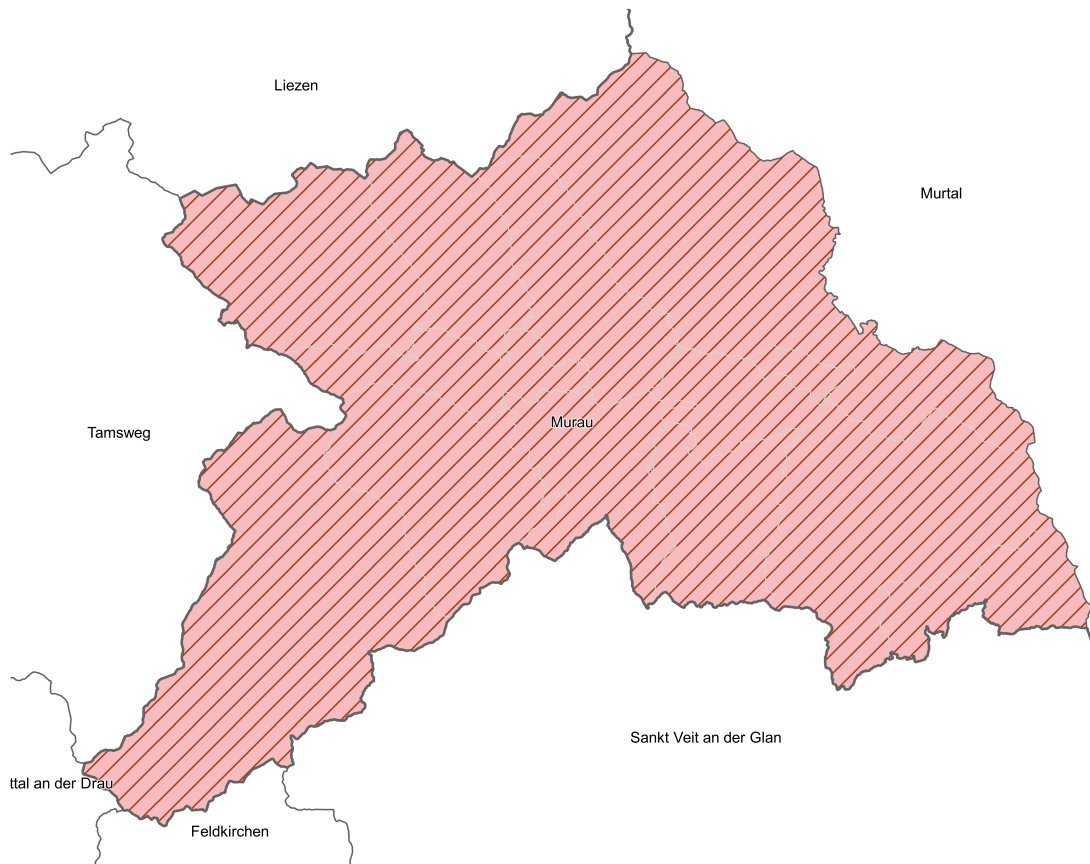 Liezen
Murtal
Murau
Tamsweg
Sankt Veit an der Glan
ttal an der Drau
Feldkirchen